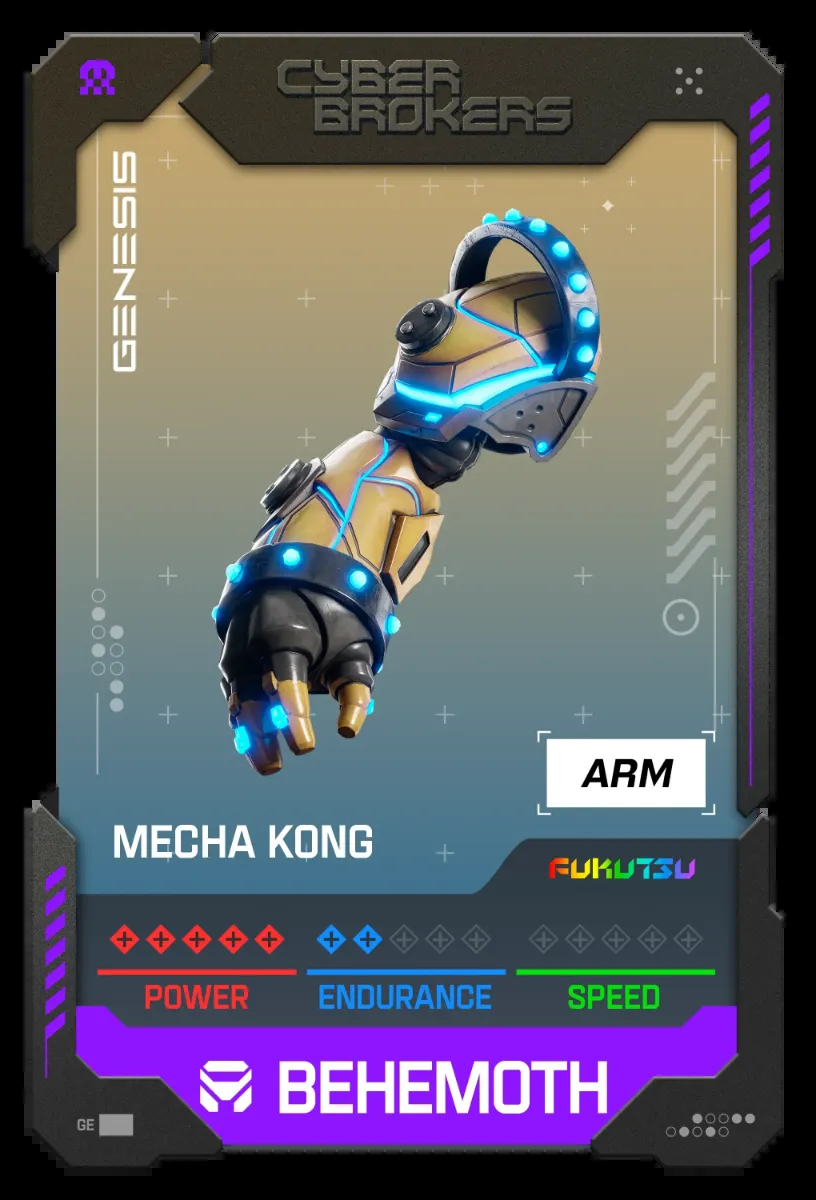 CYBER
BROKERS
GENESIS
ARM
MECHA KONG
FUKUTSU
POWER
ENDURANCE
SPEED
BEHEMOTH
GE